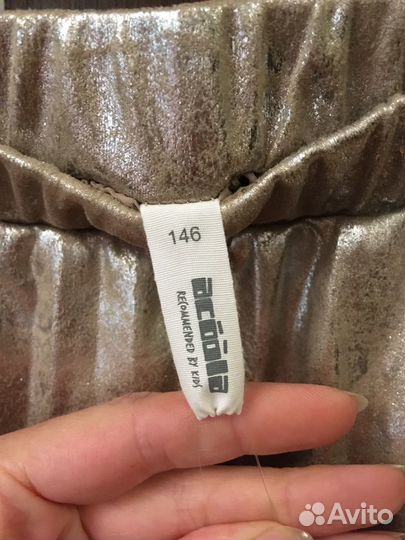 146
acoola
RECOMMENDED BY KIDS
Avito